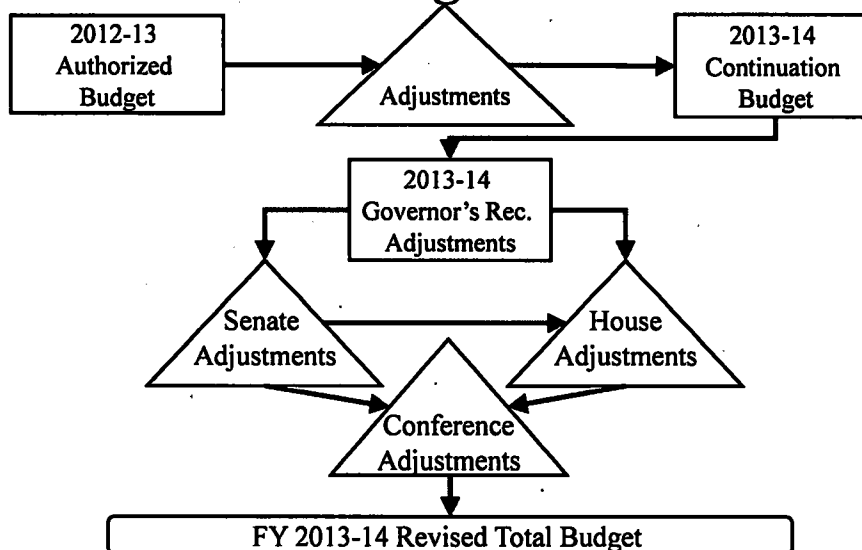 2012-13
Authorized
Budget
Adjustments
2013-14
Continuation
Budget
2013-14
Governor's Rec.
Adjustments
Senate
Adjustments
House
Adjustments
Conference
Adjustments
FY 2013-14 Revised Total Budget